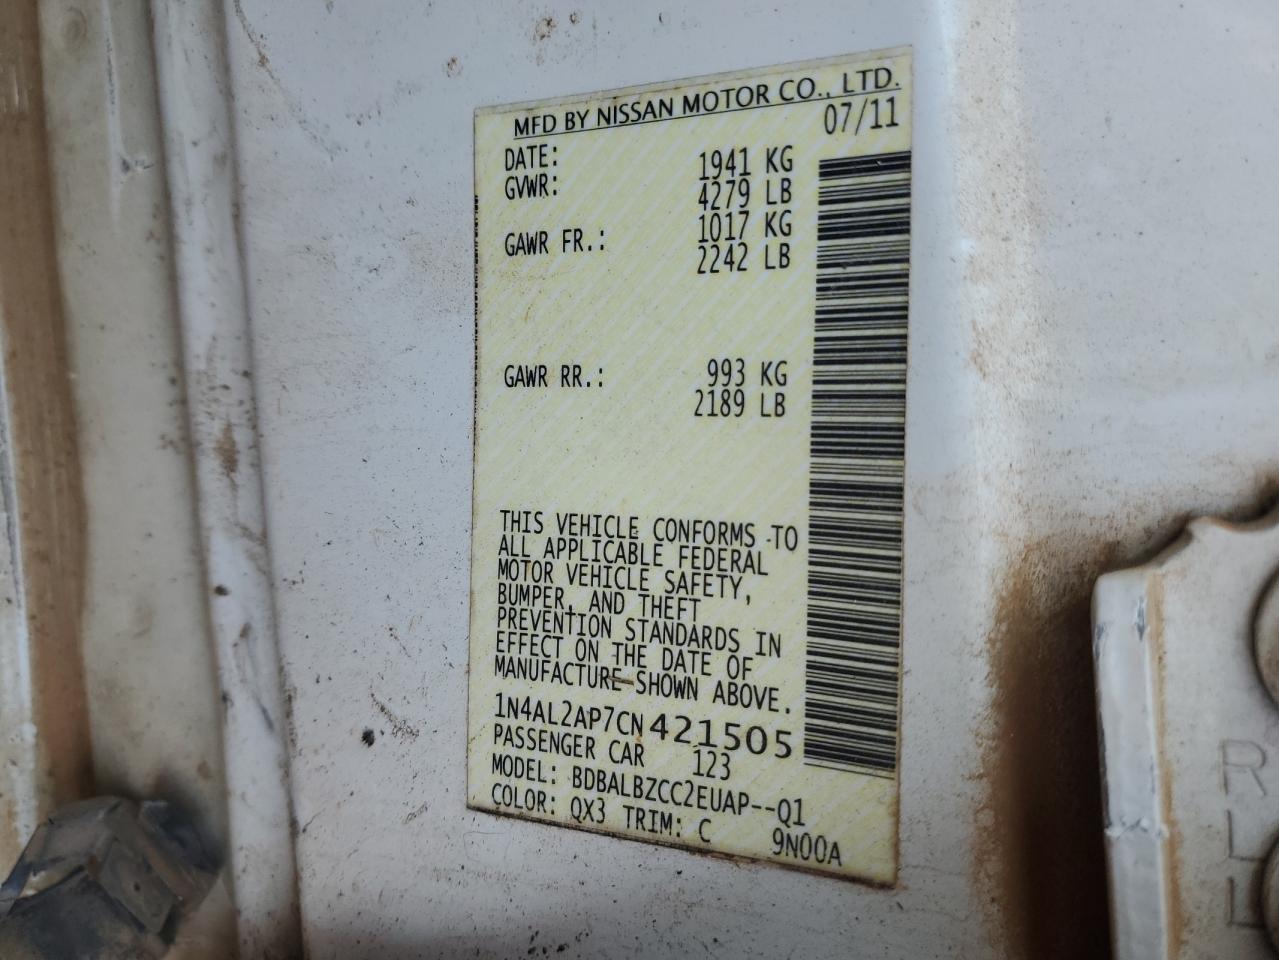 MFD BY NISSAN MOTOR CO., LTD.
DATE: 07/11
GVWR: 1941 KG
4279 LB
GAWR FR.: 1017 KG
2242 LB
GAWR RR.: 993 KG
2189 LB
THIS VEHICLE CONFORMS TO
ALL APPLICABLE FEDERAL
MOTOR VEHICLE SAFETY,
BUMPER, AND THEFT
PREVENTION STANDARDS IN
EFFECT ON THE DATE OF
MANUFACTURE SHOWN ABOVE.
1N4AL2AP7CN421505
PASSENGER CAR 123
MODEL: BDBALBZCC2EUAP--Q1
COLOR: QX3 TRIM: C 9N00A
R
L
L